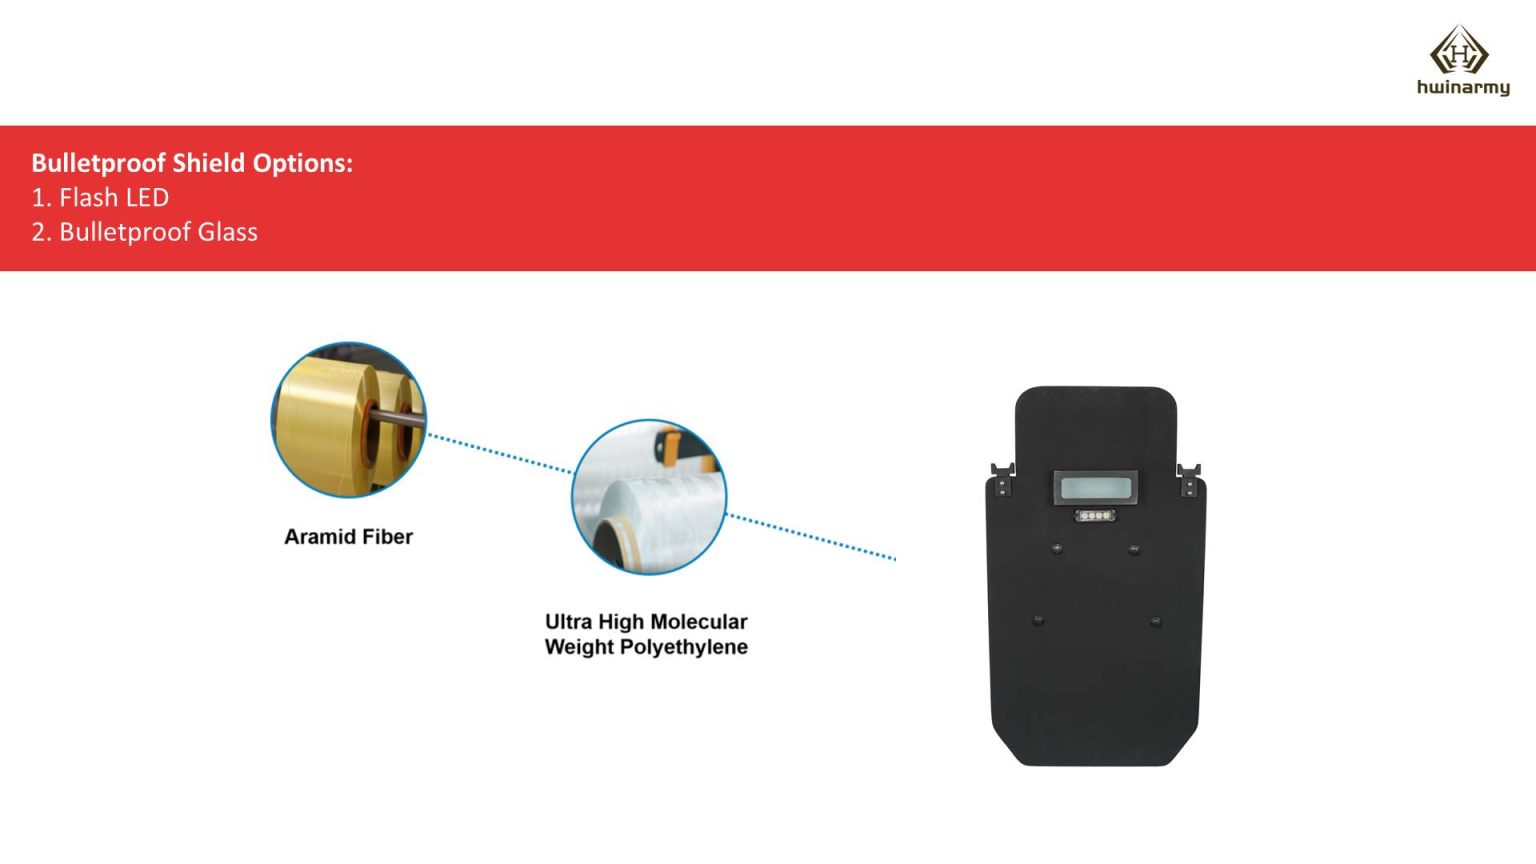 H
hwinarmy
Bulletproof Shield Options:
1. Flash LED
2. Bulletproof Glass
Aramid Fiber
Ultra High Molecular
Weight Polyethylene